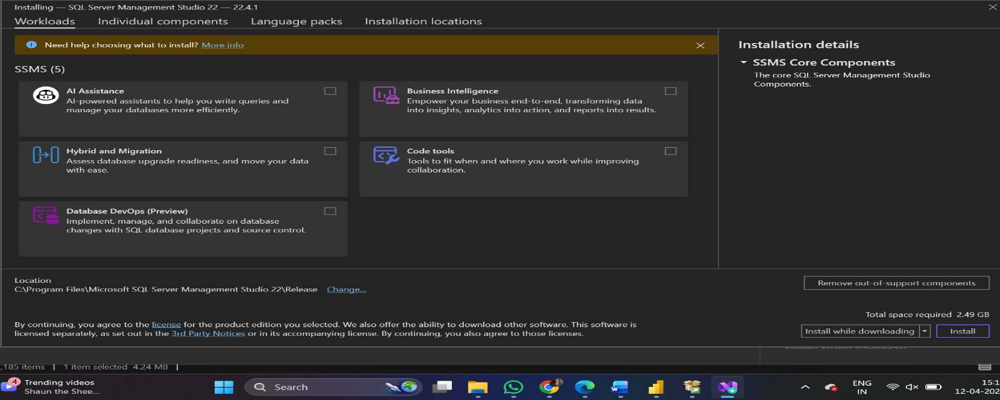 Installing — SQL Server Management Studio 22 — 22.4.1
Workloads Individual components Language packs Installation locations
Need help choosing what to install? More info
SSMS (5)
AI Assistance
AI-powered assistants to help you write queries and
manage your databases more efficiently.
Business Intelligence
Empower your business end-to-end, transforming data
into insights, analytics into action, and reports into results.
Hybrid and Migration
Assess database upgrade readiness, and move your data
with ease.
Code tools
Tools to fit when and where you work while improving
collaboration.
Database DevOps (Preview)
Implement, manage, and collaborate on database
changes with SQL database projects and source control.
Installation details
SSMS Core Components
The core SQL Server Management Studio
Components.
Location
C:\Program Files\Microsoft SQL Server Management Studio 22\Release Change...
Remove out-of-support components
Total space required 2.49 GB
By continuing, you agree to the license for the product edition you selected. We also offer the ability to download other software. This software is
licensed separately, as set out in the 3rd Party Notices or in its accompanying license. By continuing, you also agree to those licenses.
Install while downloading Install
,185 items | 1 item selected 4.24 MB |
4
Trending videos
Shaun the Shee...
Search
ENG
IN
15:1
12-04-202